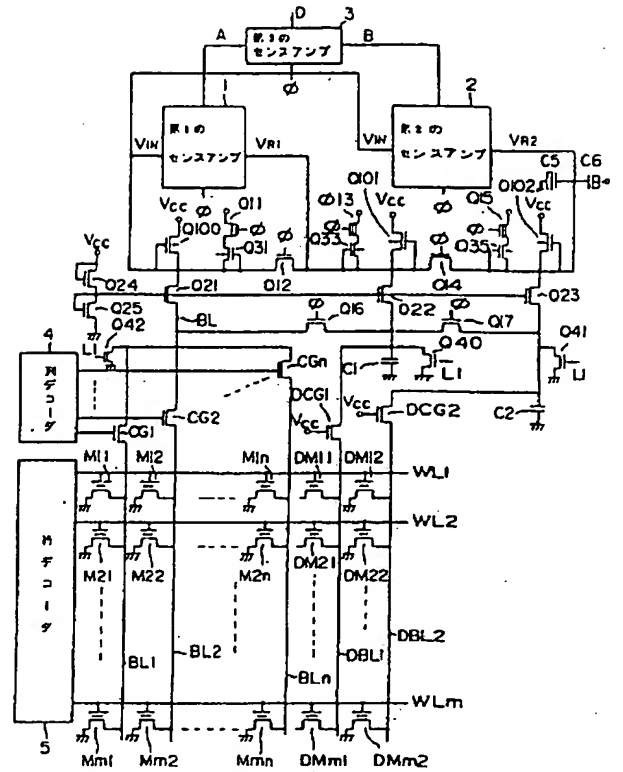 D
3
A
第3の
センスアンプ
B
ø
1
2
VIN
第1の
センスアンプ
VR1
VIN
第2の
センスアンプ
VR2
C5
C6
ø
ø
Vcc
Q11
ø
Q100
Q31
ø
Q12
ø13
Q101
Vcc
ø
Q33
ø
Q14
Q15
Q102
Vcc
ø
Q35
Vcc
Q24
Q25
Q21
Q22
Q23
BL
ø
Q16
ø
Q17
Q42
L1
4
列デコーダ
CGn
C1
Q40
L1
Q41
L1
C2
DCG1
Vcc
Vcc
DCG2
CG2
CG1
M11
M12
M1n
DM11
DM12
WL1
WL2
M21
M22
M2n
DM21
DM22
行デコーダ
BL1
BL2
BLn
DBL1
DBL2
WLm
5
Mm1
Mm2
Mmn
DMm1
DMm2